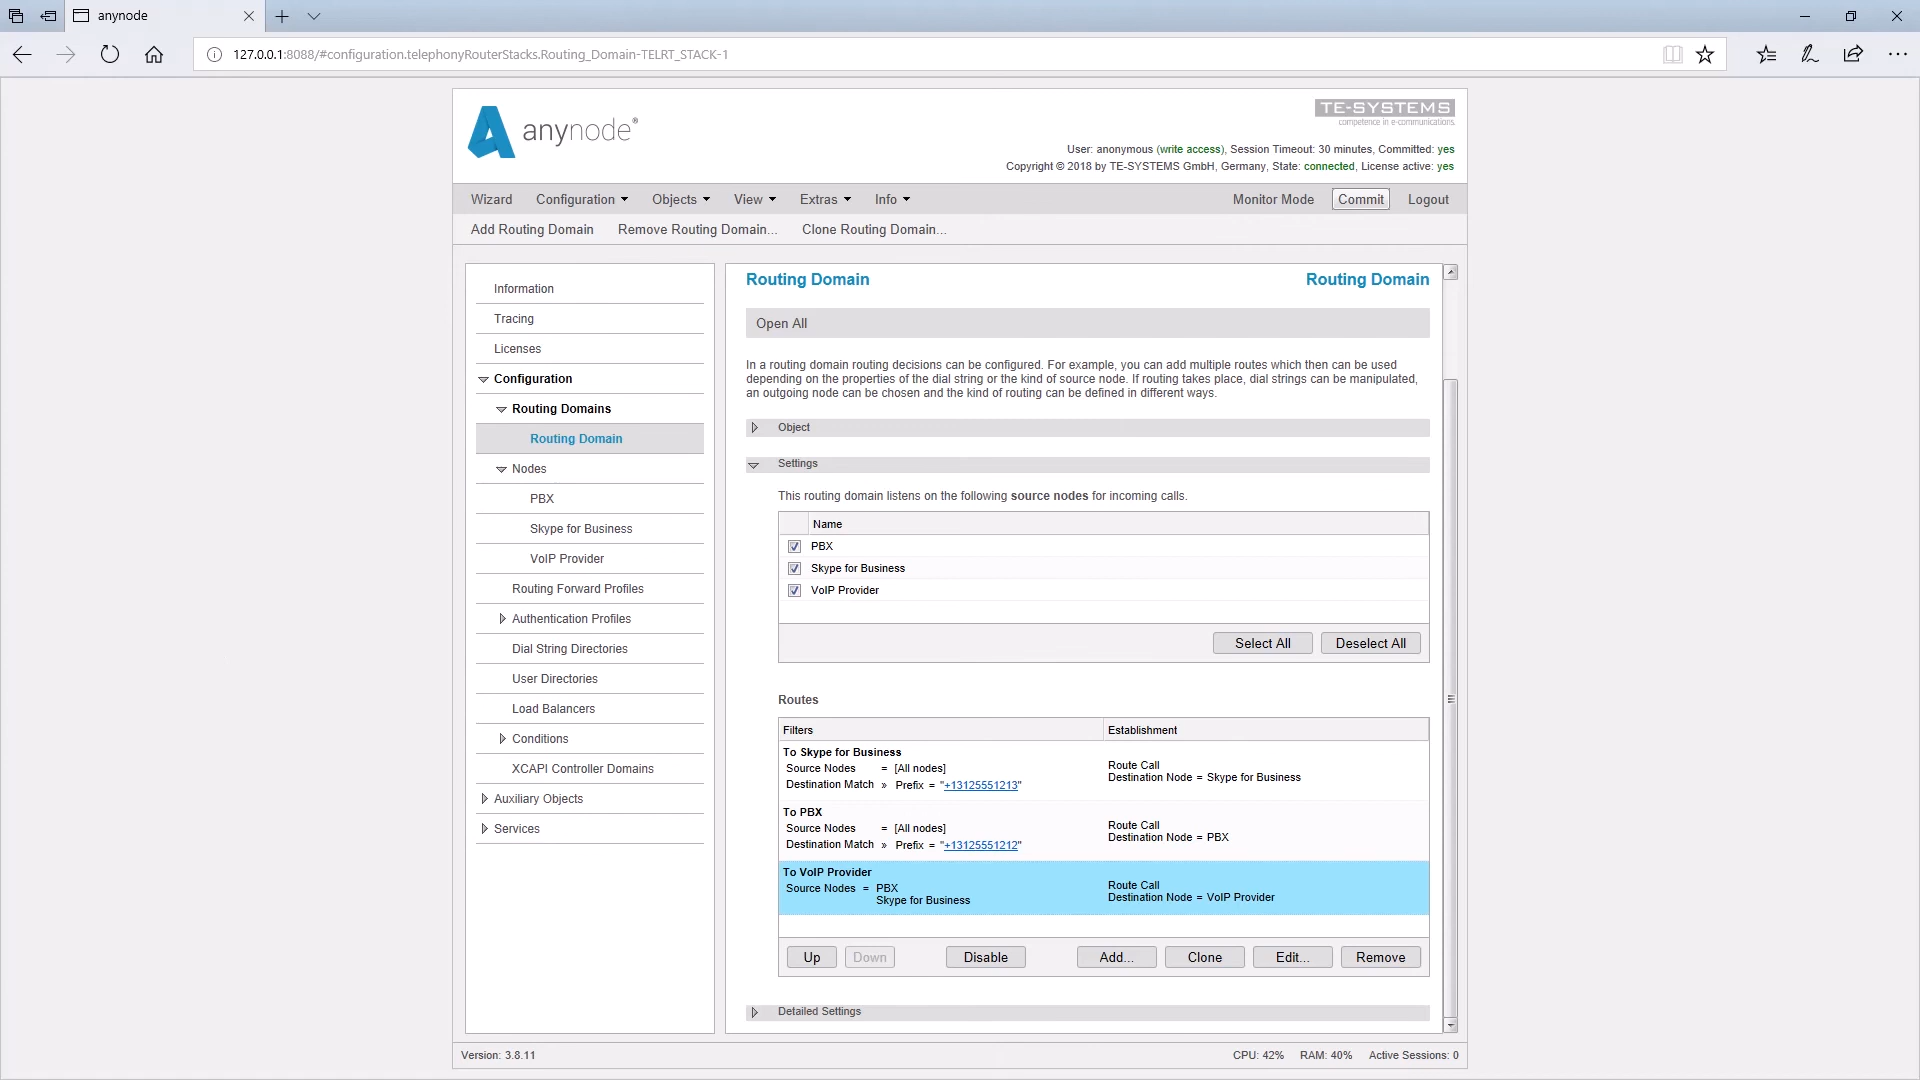 anynode
127.0.0.1:8088/#configuration.telephonyRouterStacks.Routing_Domain-TELRT_STACK-1
anynode®
TE-SYSTEMS
competence in e-communications.
User: anonymous (write access), Session Timeout: 30 minutes, Committed: yes
Copyright © 2018 by TE-SYSTEMS GmbH, Germany, State: connected, License active: yes
Wizard Configuration Objects View Extras Info Monitor Mode Commit Logout
Add Routing Domain Remove Routing Domain... Clone Routing Domain...
Information
Tracing
Licenses
Configuration
Routing Domains
Routing Domain
Nodes
PBX
Skype for Business
VoIP Provider
Routing Forward Profiles
Authentication Profiles
Dial String Directories
User Directories
Load Balancers
Conditions
XCAPI Controller Domains
Auxiliary Objects
Services
Routing Domain Routing Domain
Open All
In a routing domain routing decisions can be configured. For example, you can add multiple routes which then can be used
depending on the properties of the dial string or the kind of source node. If routing takes place, dial strings can be manipulated,
an outgoing node can be chosen and the kind of routing can be defined in different ways.
Object
Settings
This routing domain listens on the following source nodes for incoming calls.
Name
PBX
Skype for Business
VoIP Provider
Select All Deselect All
Routes
Filters Establishment
To Skype for Business
Source Nodes = [All nodes]
Destination Match » Prefix = "+13125551213"
Route Call
Destination Node = Skype for Business
To PBX
Source Nodes = [All nodes]
Destination Match » Prefix = "+13125551212"
Route Call
Destination Node = PBX
To VoIP Provider
Source Nodes = PBX
Skype for Business
Route Call
Destination Node = VoIP Provider
Up Down Disable Add... Clone Edit... Remove
Detailed Settings
Version: 3.8.11 CPU: 42% RAM: 40% Active Sessions: 0